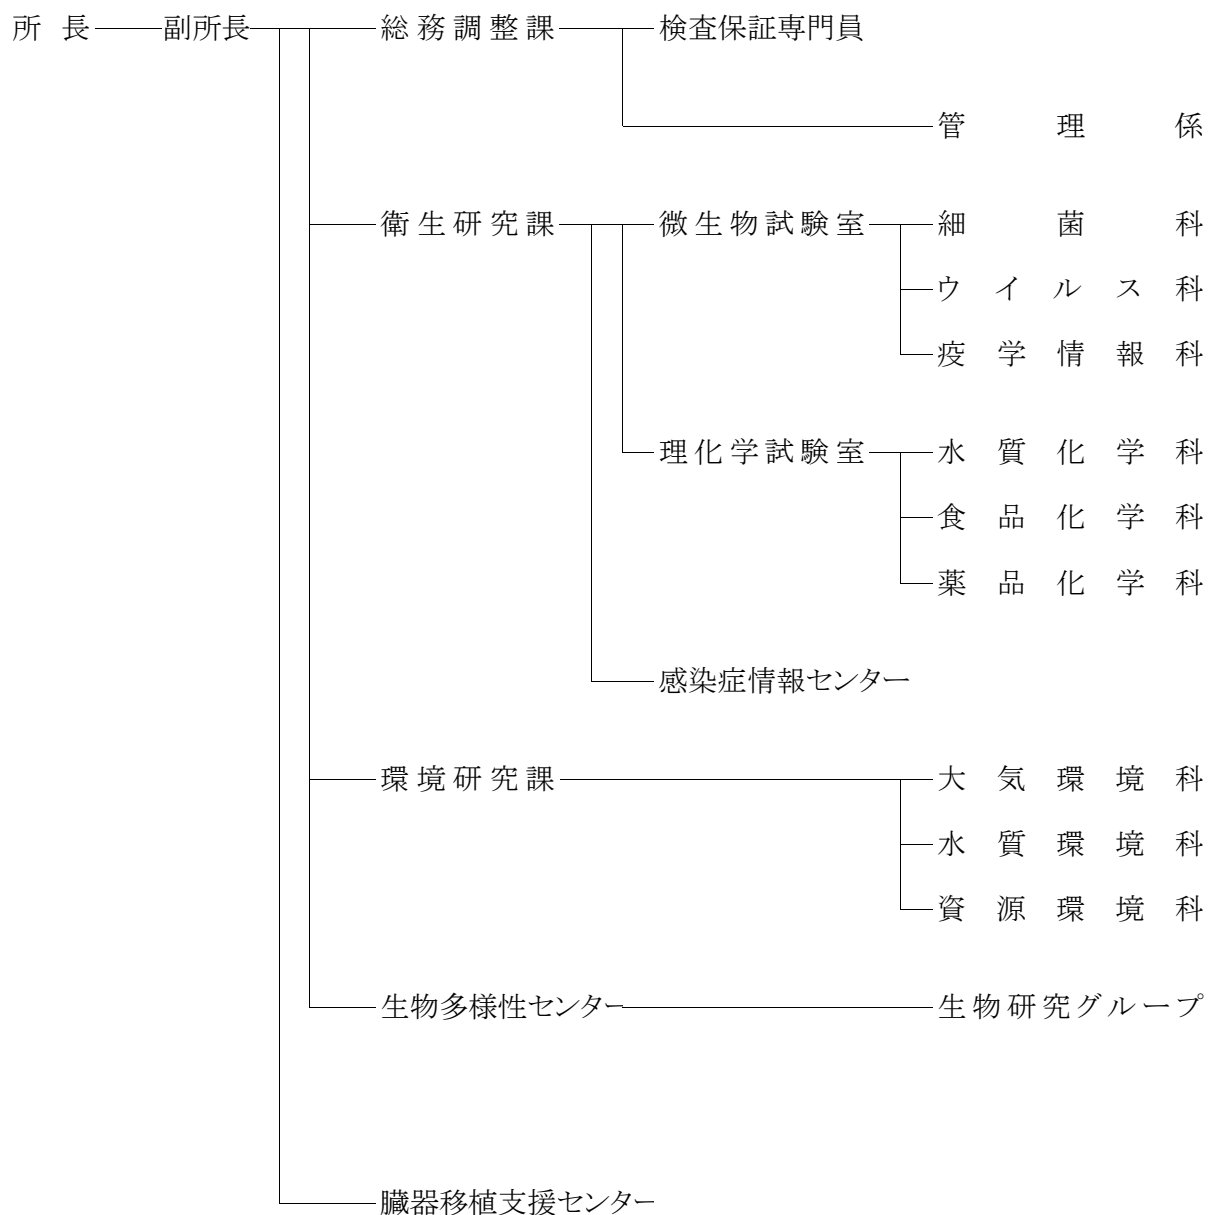 所長 副所長 総務調整課 検査保証専門員
管理係
衛生研究課 微生物試験室 細菌科
ウイルス科
疫学情報科
理化学試験室 水質化学科
食品化学科
薬品化学科
感染症情報センター
環境研究課 大気環境科
水質環境科
資源環境科
生物多様性センター 生物研究グループ
臓器移植支援センター